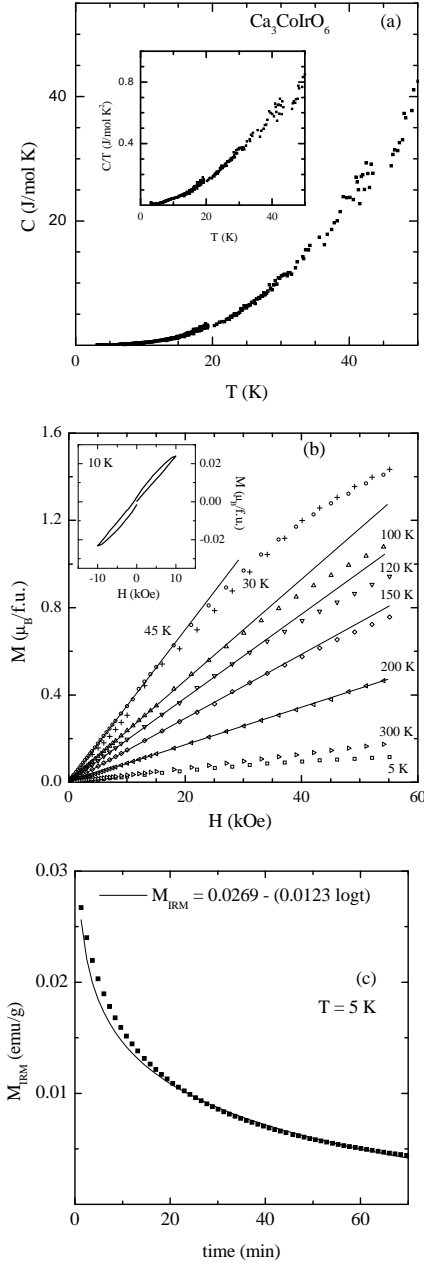 Ca3CoIrO6
(a)
C (J/mol K)
40
20
0
0
20
40
T (K)
C/T (J/mol K2)
0.8
0.4
0
20
40
T (K)
(b)
M (μB/f.u.)
1.6
1.2
0.8
0.4
0.0
0
20
40
60
H (kOe)
10 K
0.02
0.00
-0.02
M (μB/f.u.)
-10
0
10
H (kOe)
45 K
30 K
100 K
120 K
150 K
200 K
300 K
5 K
MIRM = 0.0269 - (0.0123 logt)
(c)
T = 5 K
MIRM (emu/g)
0.03
0.02
0.01
0
20
40
60
time (min)